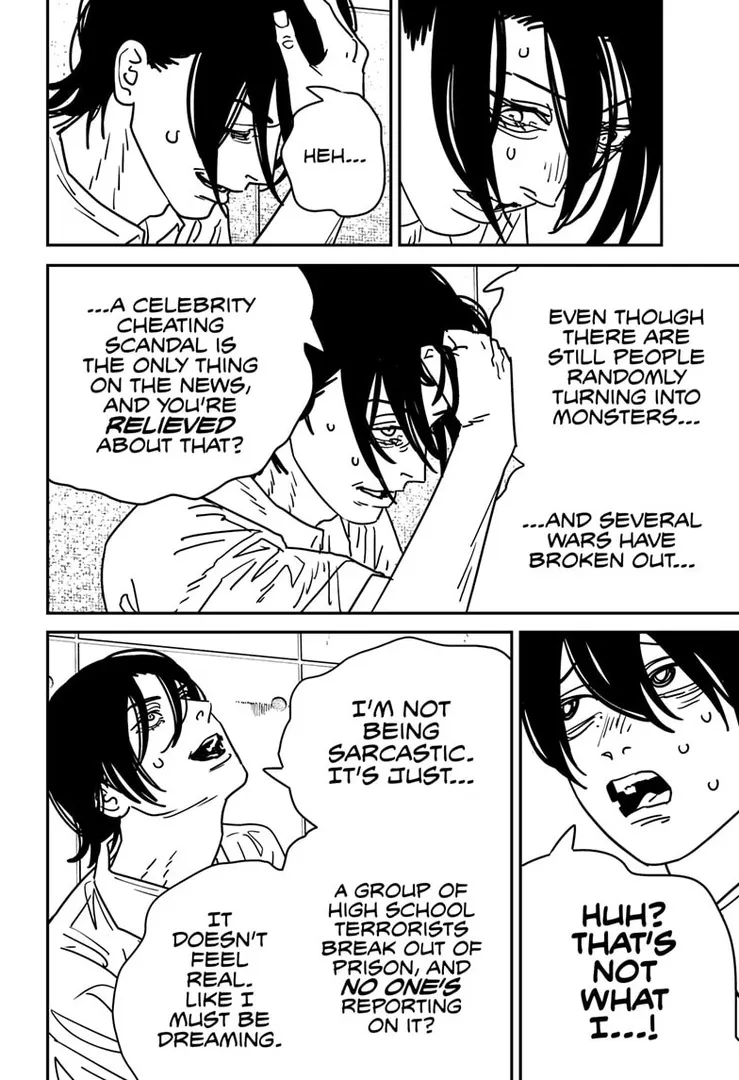 HEH...
EVEN THOUGH
THERE ARE
STILL PEOPLE
RANDOMLY
TURNING INTO
MONSTERS...
...AND SEVERAL
WARS HAVE
BROKEN OUT...
...A CELEBRITY
CHEATING
SCANDAL IS
THE ONLY THING
ON THE NEWS,
AND YOU'RE
RELIEVED
ABOUT THAT?
HUH?
THAT'S
NOT
WHAT
I...!
I'M NOT
BEING
SARCASTIC.
IT'S JUST...
A GROUP OF
HIGH SCHOOL
TERRORISTS
BREAK OUT OF
PRISON, AND
NO ONE'S
REPORTING
ON IT?
IT
DOESN'T
FEEL
REAL.
LIKE I
MUST BE
DREAMING.